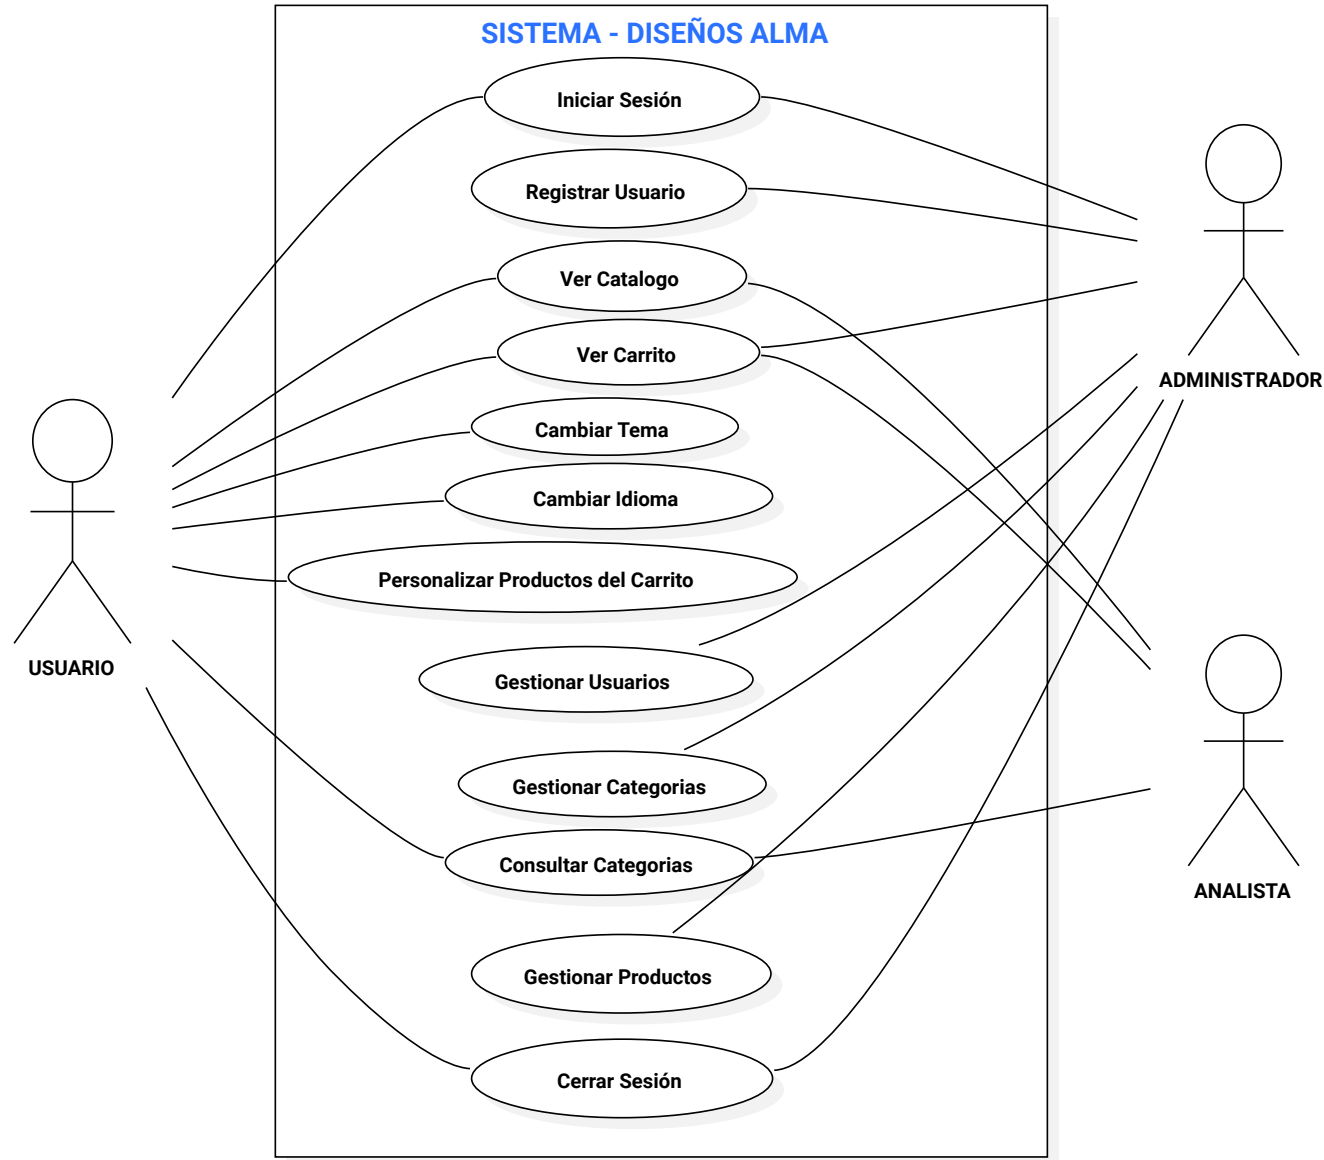 SISTEMA - DISEÑOS ALMA
Iniciar Sesión
Registrar Usuario
Ver Catalogo
Ver Carrito
ADMINISTRADOR
Cambiar Tema
Cambiar Idioma
Personalizar Productos del Carrito
USUARIO
Gestionar Usuarios
Gestionar Categorias
Consultar Categorias
ANALISTA
Gestionar Productos
Cerrar Sesión